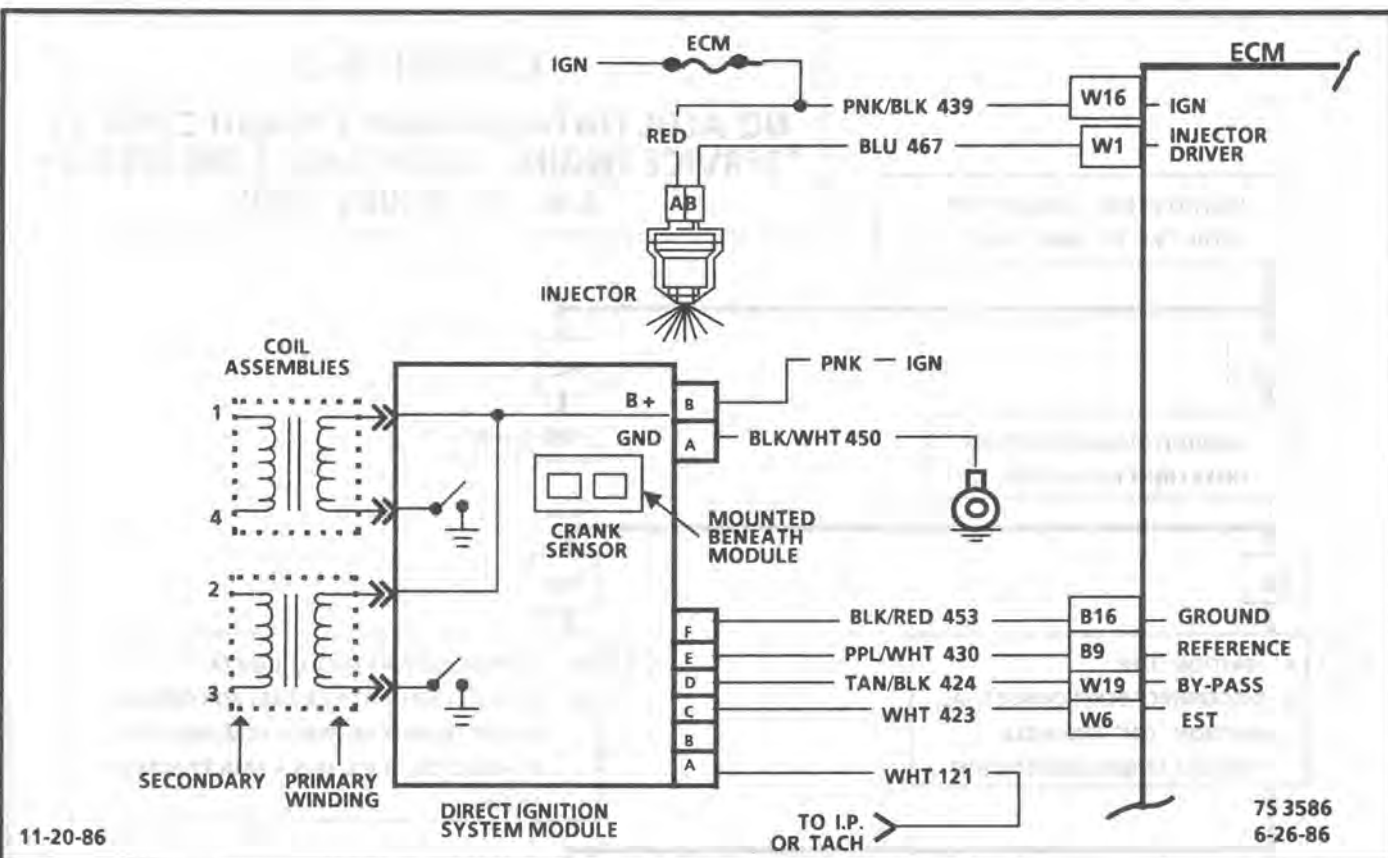 ECM
IGN
ECM
PNK/BLK 439
W16
IGN
RED
BLU 467
W1
INJECTOR
DRIVER
A B
INJECTOR
COIL
ASSEMBLIES
1
4
2
3
SECONDARY
PRIMARY
WINDING
B+
B
PNK
IGN
GND
A
BLK/WHT 450
CRANK
SENSOR
MOUNTED
BENEATH
MODULE
F
BLK/RED 453
B16
GROUND
E
PPL/WHT 430
B9
REFERENCE
D
TAN/BLK 424
W19
BY-PASS
C
WHT 423
W6
EST
B
A
WHT 121
DIRECT IGNITION
SYSTEM MODULE
TO I.P.
OR TACH
11-20-86
7S 3586
6-26-86